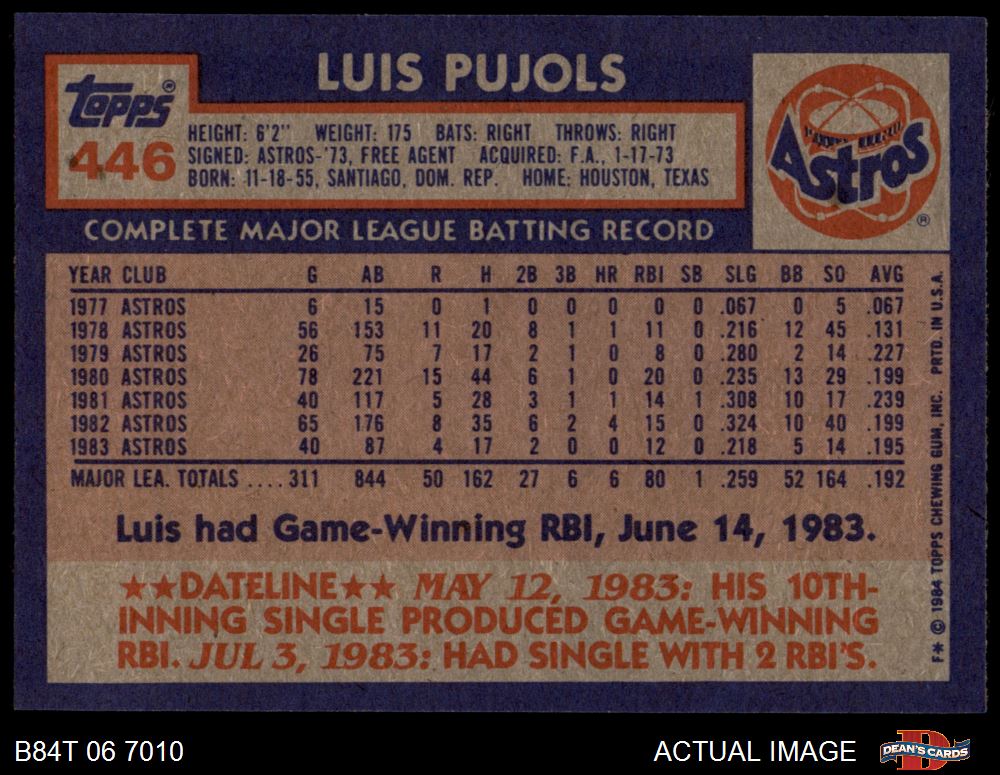 LUIS PUJOLS
topps®
446
HEIGHT: 6'2" WEIGHT: 175 BATS: RIGHT THROWS: RIGHT
SIGNED: ASTROS-'73, FREE AGENT ACQUIRED: F.A., 1-17-73
BORN: 11-18-55, SANTIAGO, DOM. REP. HOME: HOUSTON, TEXAS
Astros
®
COMPLETE MAJOR LEAGUE BATTING RECORD
YEAR CLUB G AB R H 2B 3B HR RBI SB SLG BB SO AVG
1977 ASTROS 6 15 0 1 0 0 0 0 0 .067 0 5 .067
1978 ASTROS 56 153 11 20 8 1 1 11 0 .216 12 45 .131
1979 ASTROS 26 75 7 17 2 1 0 8 0 .280 2 14 .227
1980 ASTROS 78 221 15 44 6 1 0 20 0 .235 13 29 .199
1981 ASTROS 40 117 5 28 3 1 1 14 1 .308 10 17 .239
1982 ASTROS 65 176 8 35 6 2 4 15 0 .324 10 40 .199
1983 ASTROS 40 87 4 17 2 0 0 12 0 .218 5 14 .195
MAJOR LEA. TOTALS ....311 844 50 162 27 6 6 80 1 .259 52 164 .192
Luis had Game-Winning RBI, June 14, 1983.
★★DATELINE★★ MAY 12, 1983: HIS 10TH-
INNING SINGLE PRODUCED GAME-WINNING
RBI. JUL 3, 1983: HAD SINGLE WITH 2 RBI'S.
F* © 1984 TOPPS CHEWING GUM, INC. PRTD. IN U.S.A.
B84T 06 7010
ACTUAL IMAGE
D
DEAN'S CARDS